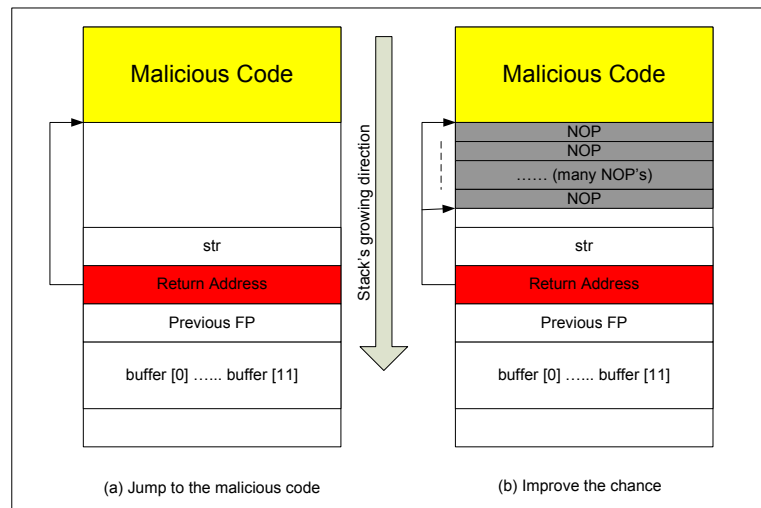 Malicious Code
str
Return Address
Previous FP
buffer [0] …... buffer [11]
(a) Jump to the malicious code
Stack's growing direction
Malicious Code
NOP
NOP
…… (many NOP's)
NOP
str
Return Address
Previous FP
buffer [0] …... buffer [11]
(b) Improve the chance